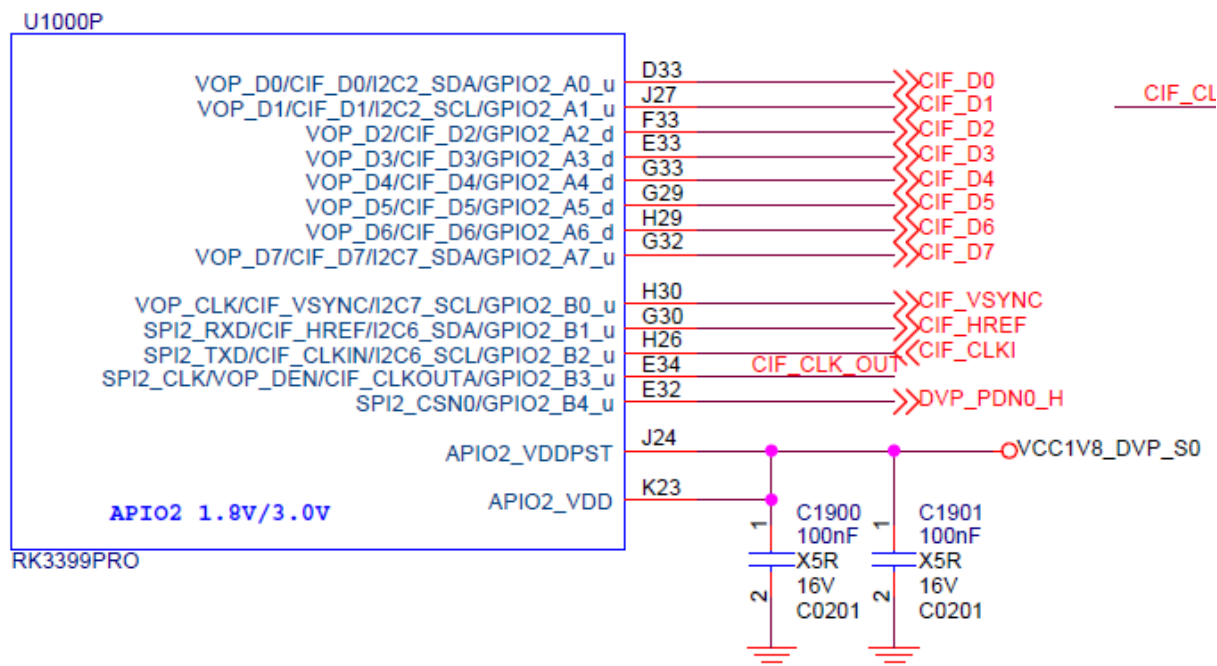 U1000P
VOP_D0/CIF_D0/I2C2_SDA/GPIO2_A0_u D33 CIF_D0
VOP_D1/CIF_D1/I2C2_SCL/GPIO2_A1_u J27 CIF_D1 CIF_CL
VOP_D2/CIF_D2/GPIO2_A2_d F33 CIF_D2
VOP_D3/CIF_D3/GPIO2_A3_d E33 CIF_D3
VOP_D4/CIF_D4/GPIO2_A4_d G33 CIF_D4
VOP_D5/CIF_D5/GPIO2_A5_d G29 CIF_D5
VOP_D6/CIF_D6/GPIO2_A6_d H29 CIF_D6
VOP_D7/CIF_D7/I2C7_SDA/GPIO2_A7_u G32 CIF_D7
VOP_CLK/CIF_VSYNC/I2C7_SCL/GPIO2_B0_u H30 CIF_VSYNC
SPI2_RXD/CIF_HREF/I2C6_SDA/GPIO2_B1_u G30 CIF_HREF
SPI2_TXD/CIF_CLKIN/I2C6_SCL/GPIO2_B2_u H26 CIF_CLKI
SPI2_CLK/VOP_DEN/CIF_CLKOUTA/GPIO2_B3_u E34 CIF_CLK_OUT
SPI2_CSN0/GPIO2_B4_u E32 DVP_PDN0_H
APIO2_VDDPST J24 VCC1V8_DVP_S0
APIO2_VDD K23
APIO2 1.8V/3.0V
RK3399PRO
1 C1900 1 C1901
100nF 100nF
X5R X5R
16V 16V
2 C0201 2 C0201